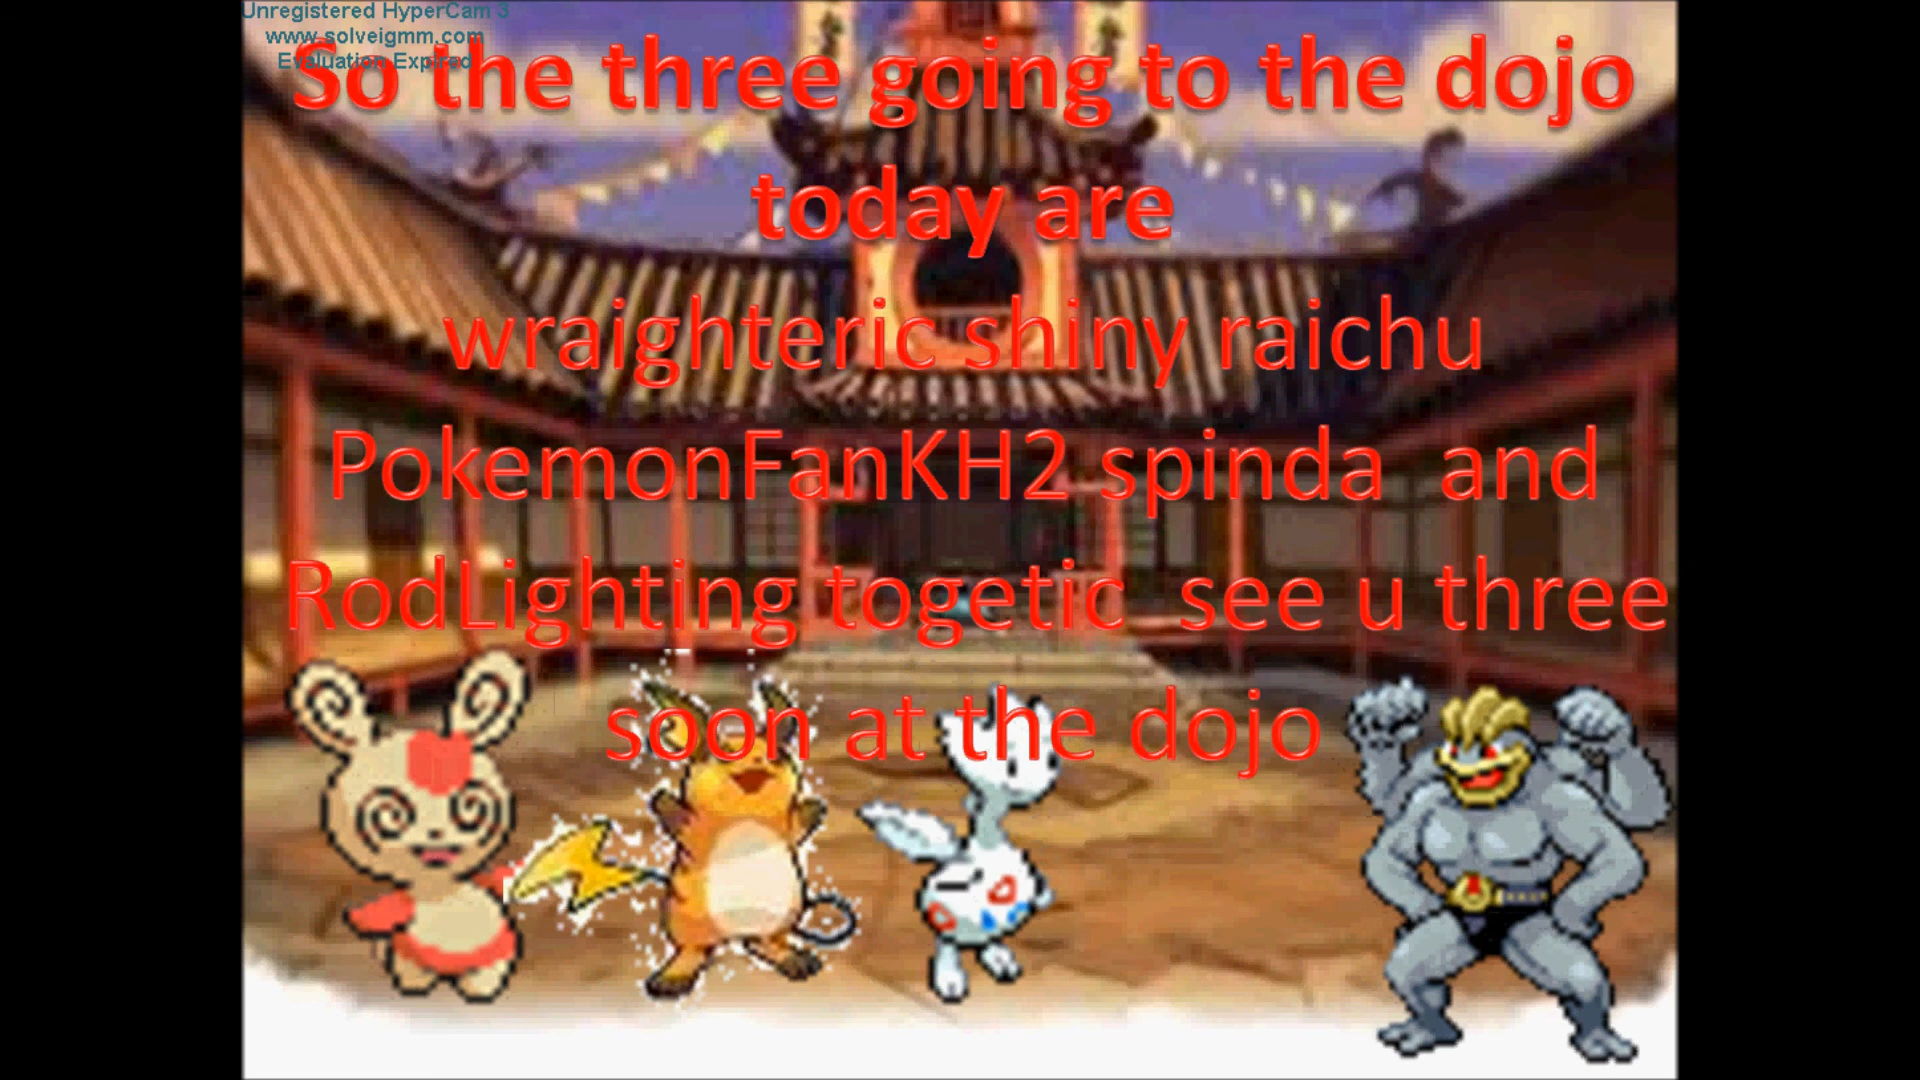 Unregistered HyperCam 3
www.solveigmm.com
Evaluation Expired
So the three going to the dojo
today are
wraighteric shiny raichu
PokemonFanKH2 spinda and
RodLighting togetic see u three
soon at the dojo